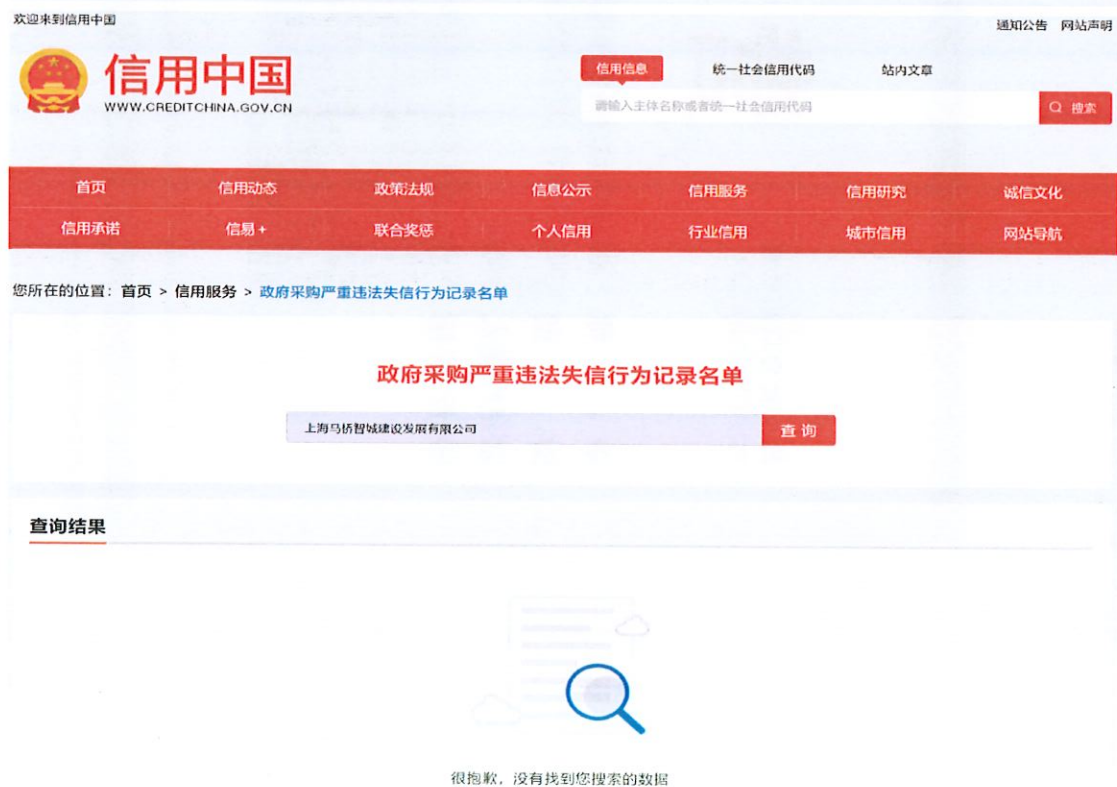 欢迎来到信用中国
通知公告 网站声明
信用中国
WWW.CREDITCHINA.GOV.CN
信用信息 统一社会信用代码 站内文章
请输入主体名称或者统一社会信用代码
搜索
首页 信用动态 政策法规 信息公示 信用服务 信用研究 诚信文化
信用承诺 信易+ 联合奖惩 个人信用 行业信用 城市信用 网站导航
您所在的位置：首页 > 信用服务 > 政府采购严重违法失信行为记录名单
政府采购严重违法失信行为记录名单
上海马桥智城建设发展有限公司
查询
查询结果
很抱歉，没有找到您搜索的数据